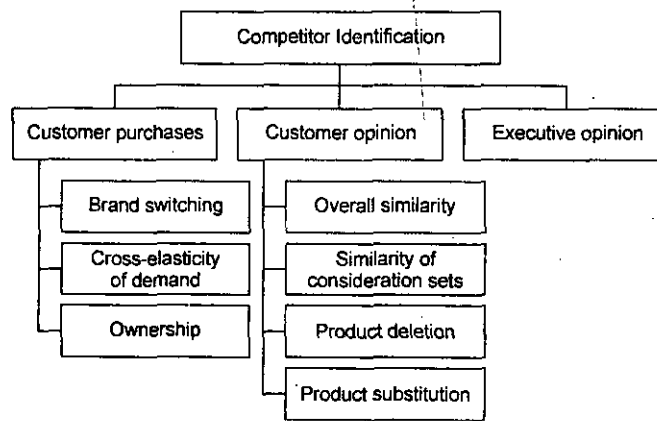 Competitor Identification
Customer purchases
Customer opinion
Executive opinion
Brand switching
Cross-elasticity
of demand
Ownership
Overall similarity
Similarity of
consideration sets
Product deletion
Product substitution